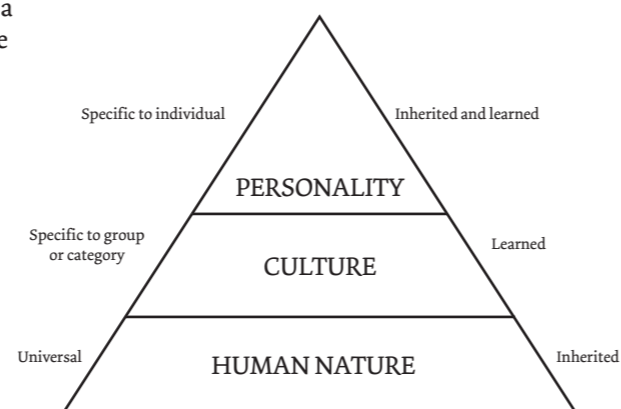 a
e
Specific to individual
Inherited and learned
PERSONALITY
Specific to group
or category
Learned
CULTURE
Universal
HUMAN NATURE
Inherited